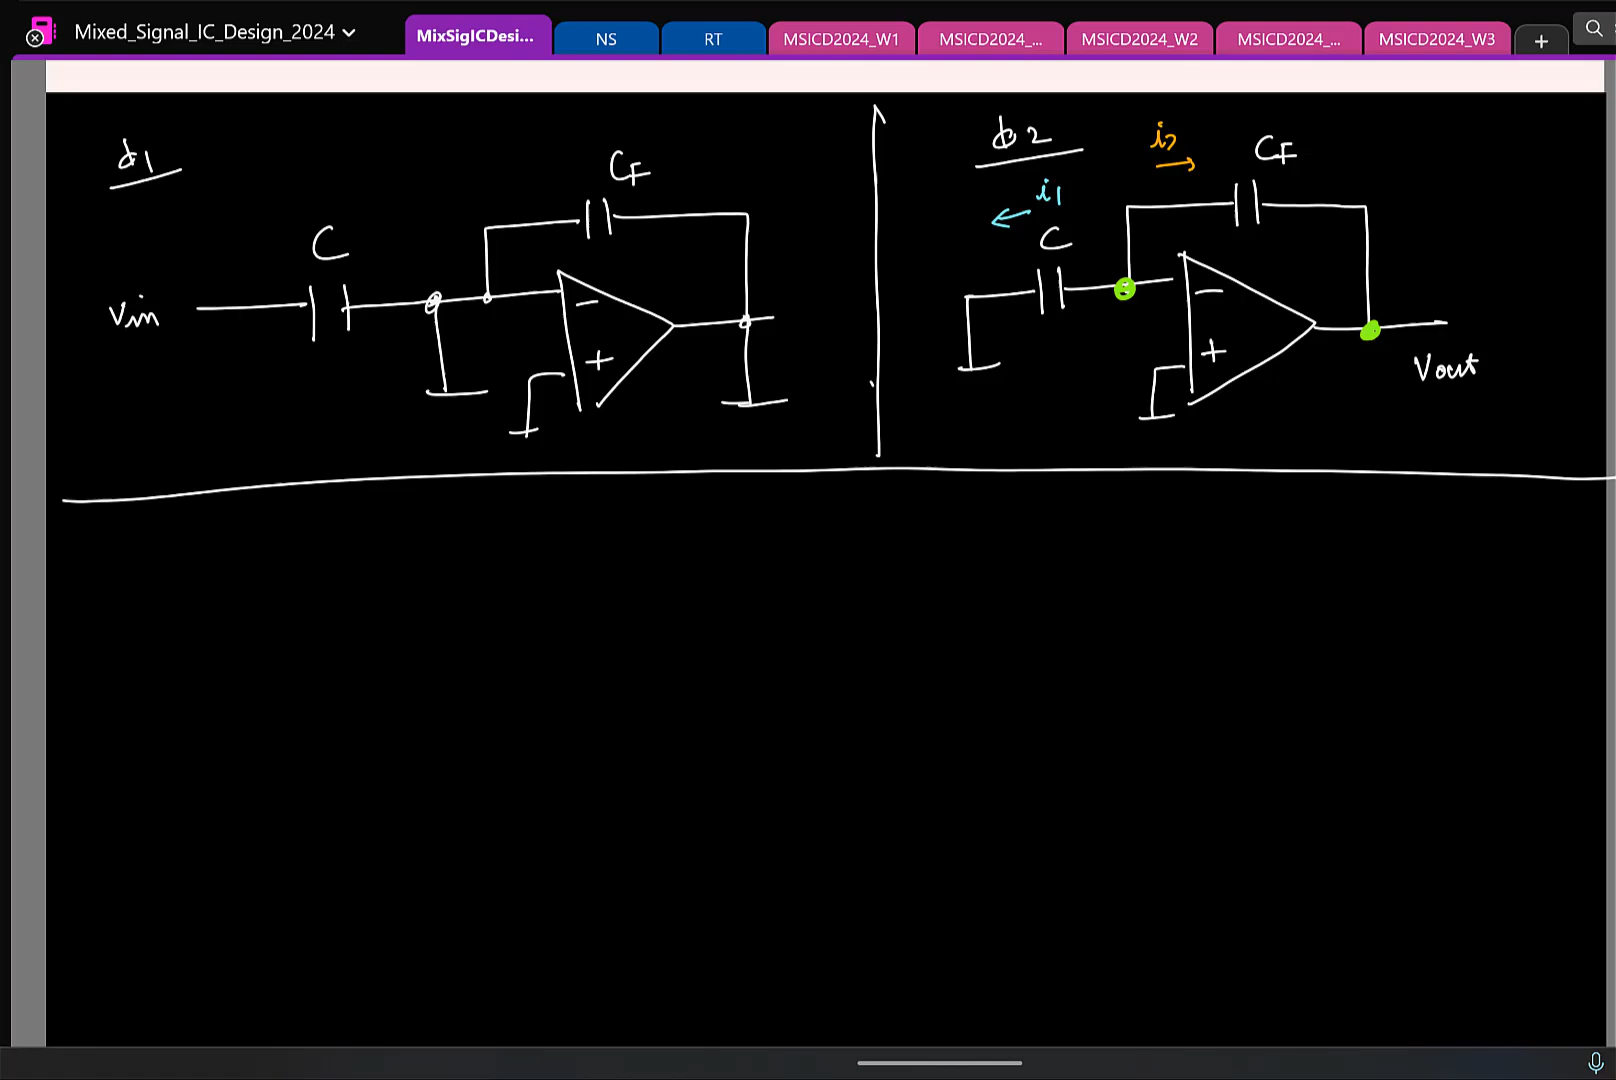 Mixed_Signal_IC_Design_2024
MixSigICDesi...
NS
RT
MSICD2024_W1
MSICD2024_...
MSICD2024_W2
MSICD2024_...
MSICD2024_W3
+
ϕ1
CF
C
Vin
−
+
ϕ2
i2
CF
i1
C
−
+
Vout